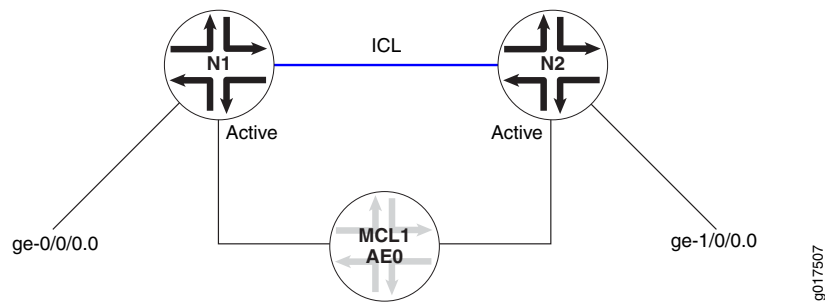 ICL
N1
N2
Active
Active
ge-0/0/0.0
MCL1
AE0
ge-1/0/0.0
g017507